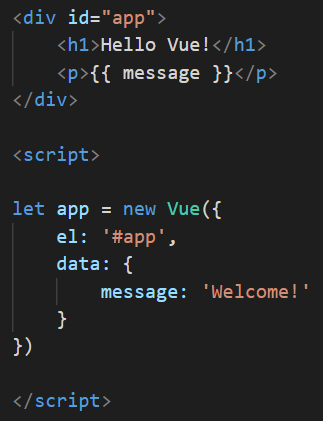 <div id="app">
    <h1>Hello Vue!</h1>
    <p>{{ message }}</p>
</div>

<script>

let app = new Vue({
    el: '#app',
    data: {
        message: 'Welcome!'
    }
})

</script>